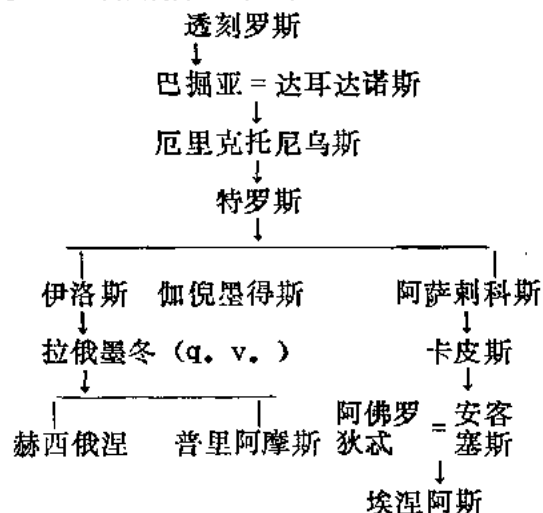 透刻罗斯
巴掘亚 = 达耳达诺斯
厄里克托尼乌斯
特罗斯
伊洛斯 伽倪墨得斯 阿萨剌科斯
拉俄墨冬（q. v. ） 卡皮斯
赫西俄涅 普里阿摩斯 阿佛罗狄忒 = 安客塞斯
埃涅阿斯